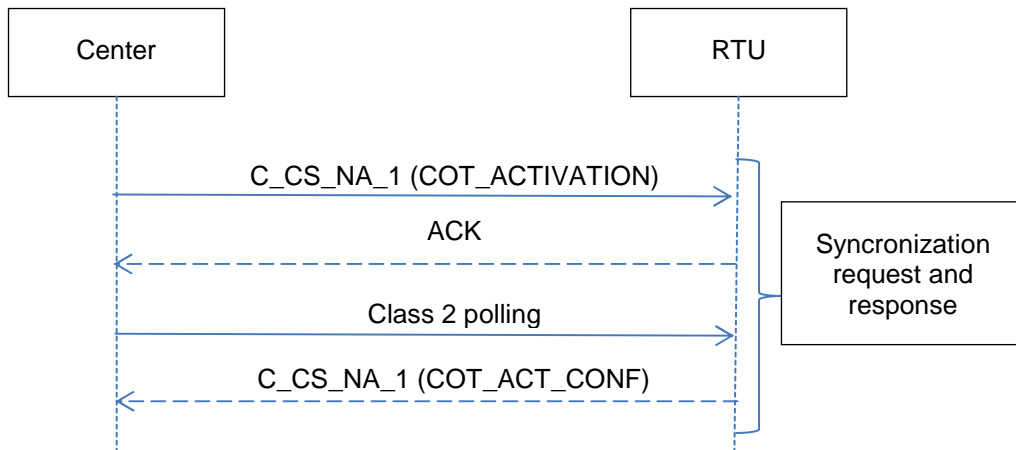 Center
RTU
C_CS_NA_1 (COT_ACTIVATION)
ACK
Syncronization
request and
response
Class 2 polling
C_CS_NA_1 (COT_ACT_CONF)